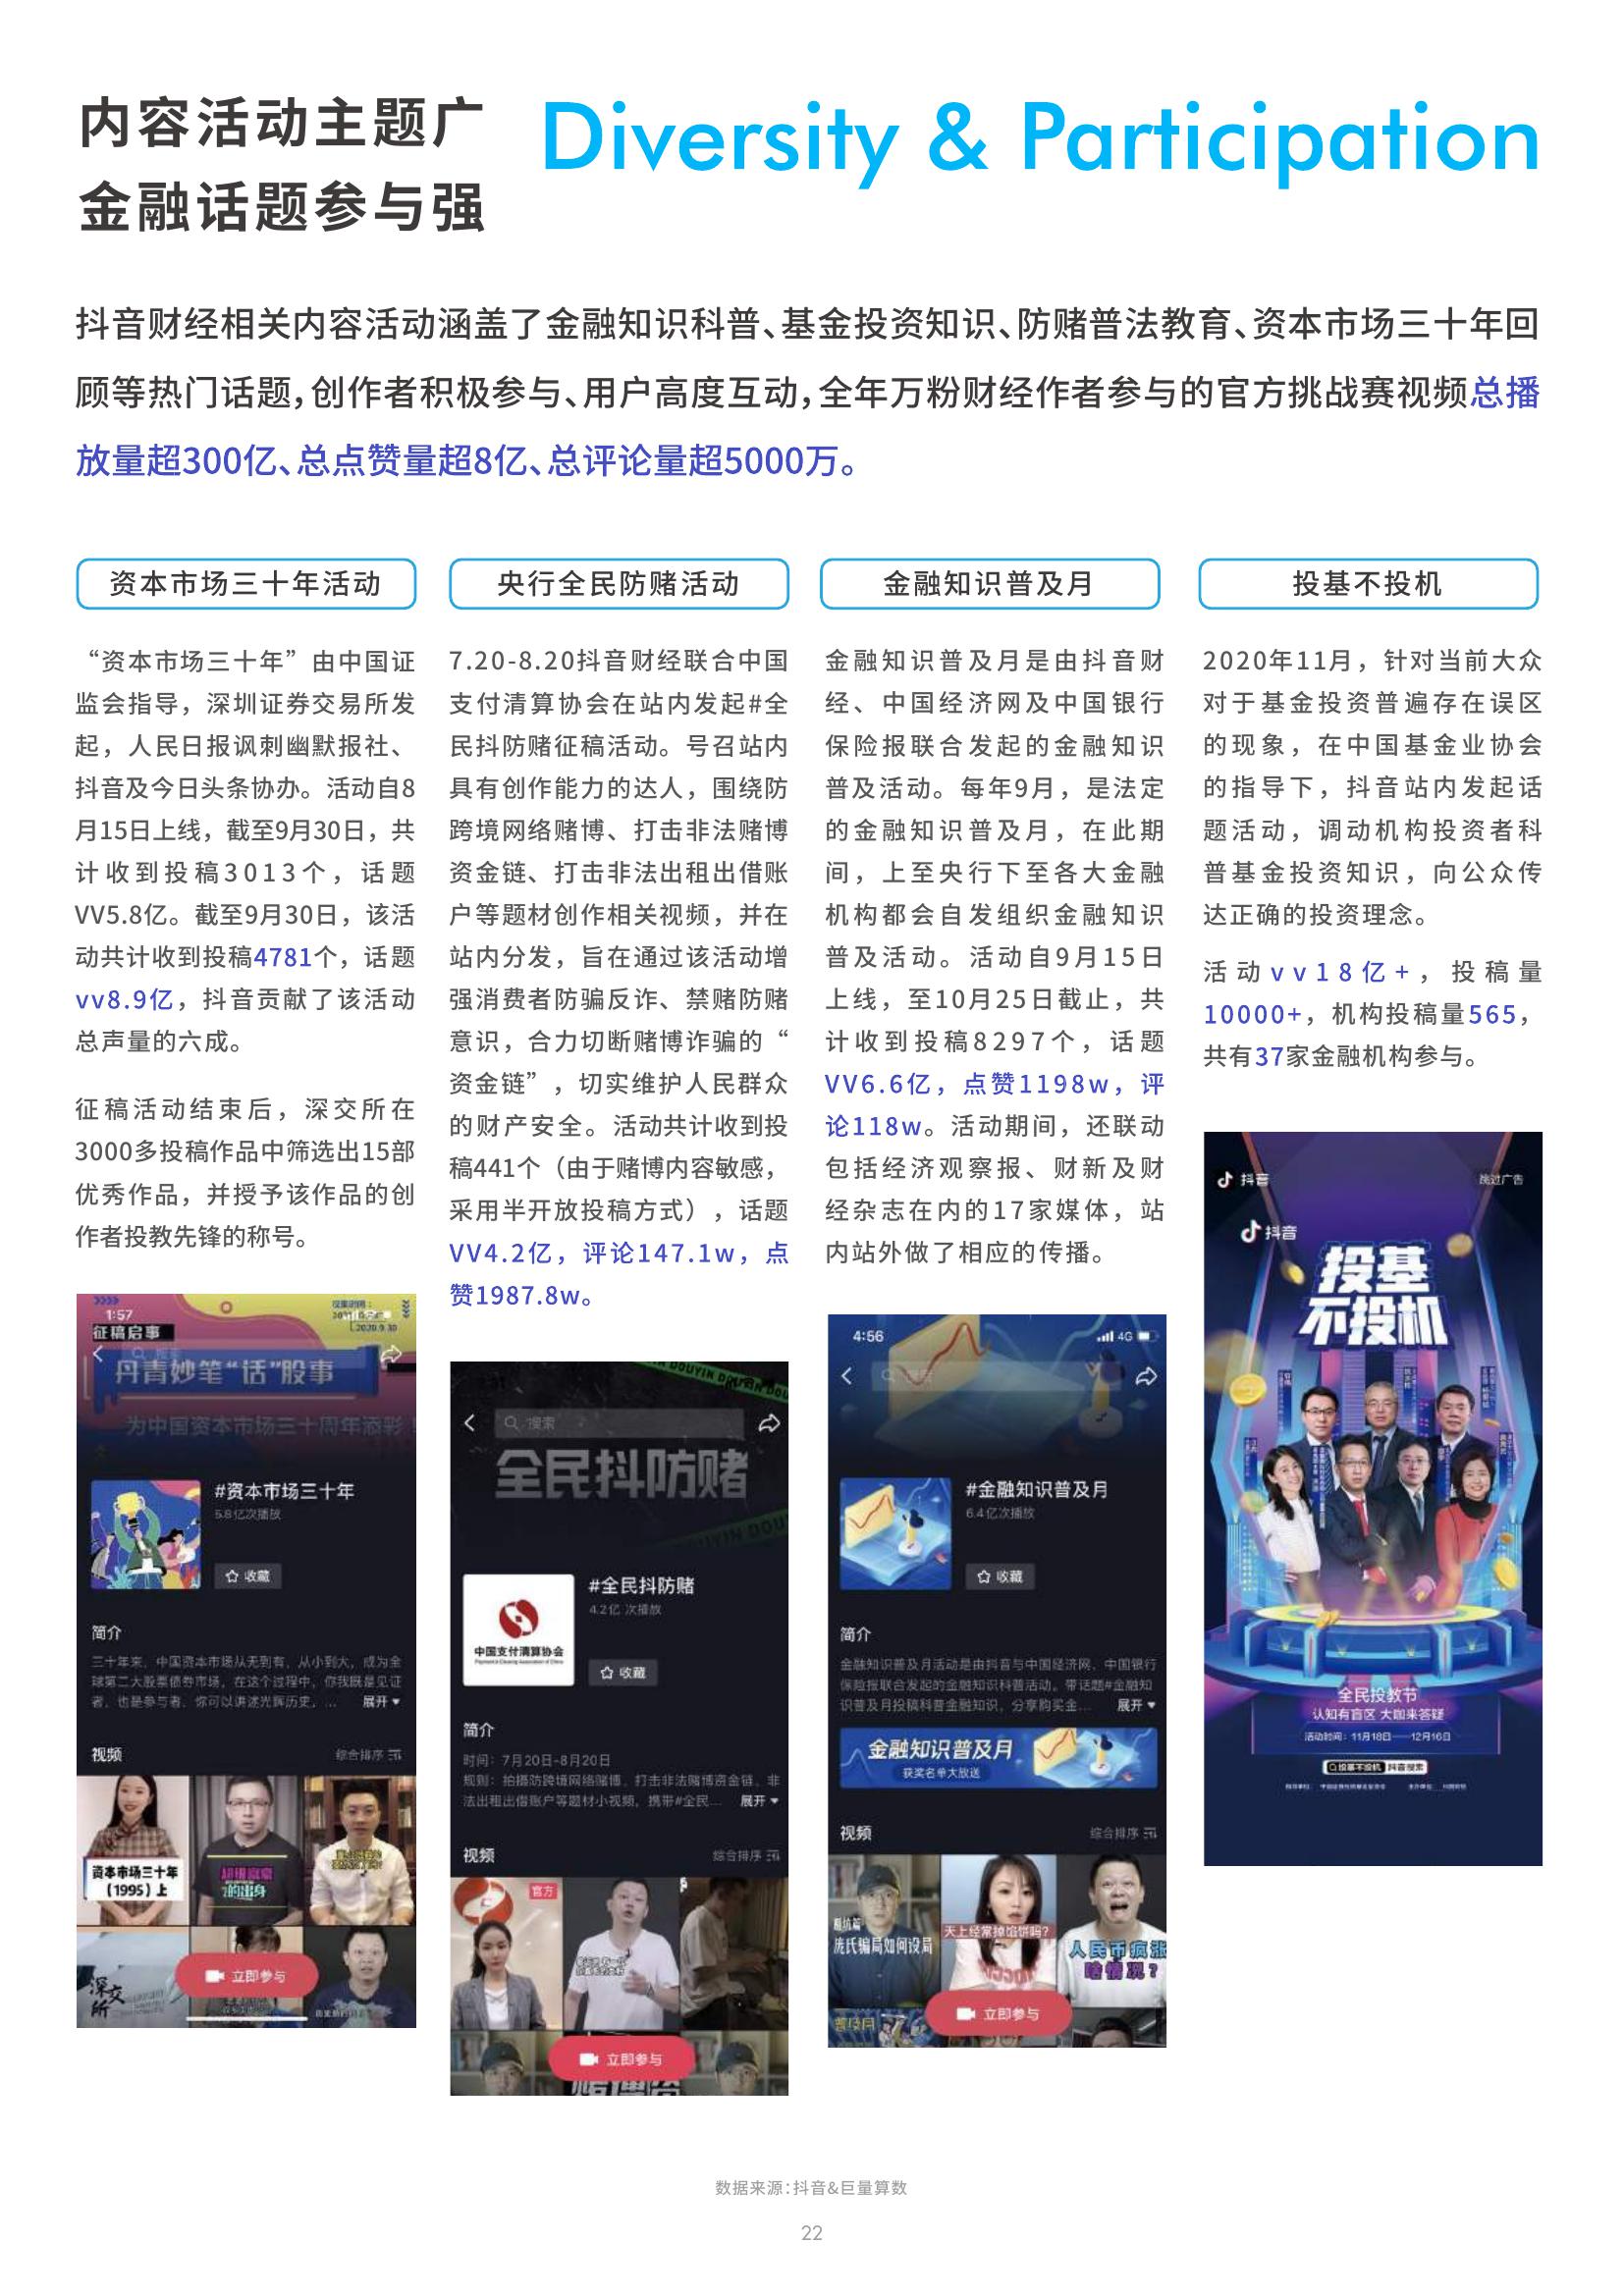 内容活动主题广
金融话题参与强
Diversity & Participation
抖音财经相关内容活动涵盖了金融知识科普、基金投资知识、防赌普法教育、资本市场三十年回
顾等热门话题，创作者积极参与、用户高度互动，全年万粉财经作者参与的官方挑战赛视频总播
放量超300亿、总点赞量超8亿、总评论量超5000万。
资本市场三十年活动
“资本市场三十年”由中国证
监会指导，深圳证券交易所发
起，人民日报讽刺幽默报社、
抖音及今日头条协办。活动自8
月15日上线，截至9月30日，共
计收到投稿3013个，话题
VV5.8亿。截至9月30日，该活
动共计收到投稿4781个，话题
vv8.9亿，抖音贡献了该活动
总声量的六成。
征稿活动结束后，深交所在
3000多投稿作品中筛选出15部
优秀作品，并授予该作品的创
作者投教先锋的称号。
1:57
征稿启事
2020.9.30
搜索
丹青妙笔“话”股事
为中国资本市场三十周年添彩！
#资本市场三十年
5.8亿次播放
收藏
简介
三十年来，中国资本市场从无到有，从小到大，成为全
球第二大股票债券市场，在这个过程中，你我既是见证
者，也是参与者，你可以讲述光辉历史，... 展开
视频
综合排序
资本市场三十年
（1995）上
深交所
立即参与
央行全民防赌活动
7.20-8.20抖音财经联合中国
支付清算协会在站内发起#全
民抖防赌征稿活动。号召站内
具有创作能力的达人，围绕防
跨境网络赌博、打击非法赌博
资金链、打击非法出租出借账
户等题材创作相关视频，并在
站内分发，旨在通过该活动增
强消费者防骗反诈、禁赌防赌
意识，合力切断赌博诈骗的“
资金链”，切实维护人民群众
的财产安全。活动共计收到投
稿441个（由于赌博内容敏感，
采用半开放投稿方式），话题
VV4.2亿，评论147.1w，点
赞1987.8w。
DOUYIN
搜索
全民抖防赌
中国支付清算协会
Payment & Clearing Association of China
#全民抖防赌
4.2亿 次播放
收藏
简介
时间：7月20日-8月20日
规则：拍摄防跨境网络赌博，打击非法赌博资金链，非
法出租出借账户等题材小视频，携带#全民... 展开
视频
综合排序
官方
立即参与
金融知识普及月
金融知识普及月是由抖音财
经、中国经济网及中国银行
保险报联合发起的金融知识
普及活动。每年9月，是法定
的金融知识普及月，在此期
间，上至央行下至各大金融
机构都会自发组织金融知识
普及活动。活动自9月15日
上线，至10月25日截止，共
计收到投稿8297个，话题
VV6.6亿，点赞1198w，评
论118w。活动期间，还联动
包括经济观察报、财新及财
经杂志在内的17家媒体，站
内站外做了相应的传播。
4:56
4G
#金融知识普及月
6.4亿次播放
收藏
简介
金融知识普及月活动是由抖音与中国经济网、中国银行
保险报联合发起的金融知识科普活动。带话题#金融知
识普及月投稿科普金融知识，分享购买金... 展开
金融知识普及月
获奖名单大放送
视频
综合排序
庞氏骗局如何设局
天上经常掉馅饼吗？
人民币疯涨
啥情况？
普及月
立即参与
投基不投机
2020年11月，针对当前大众
对于基金投资普遍存在误区
的现象，在中国基金业协会
的指导下，抖音站内发起话
题活动，调动机构投资者科
普基金投资知识，向公众传
达正确的投资理念。
活动vv18亿+，投稿量
10000+，机构投稿量565，
共有37家金融机构参与。
抖音
跳过广告
抖音
投基
不投机
全民投教节
认知有盲区 大咖来答疑
活动时间：11月18日——12月16日
投基不投机 抖音搜索
数据来源：抖音&巨量算数
22